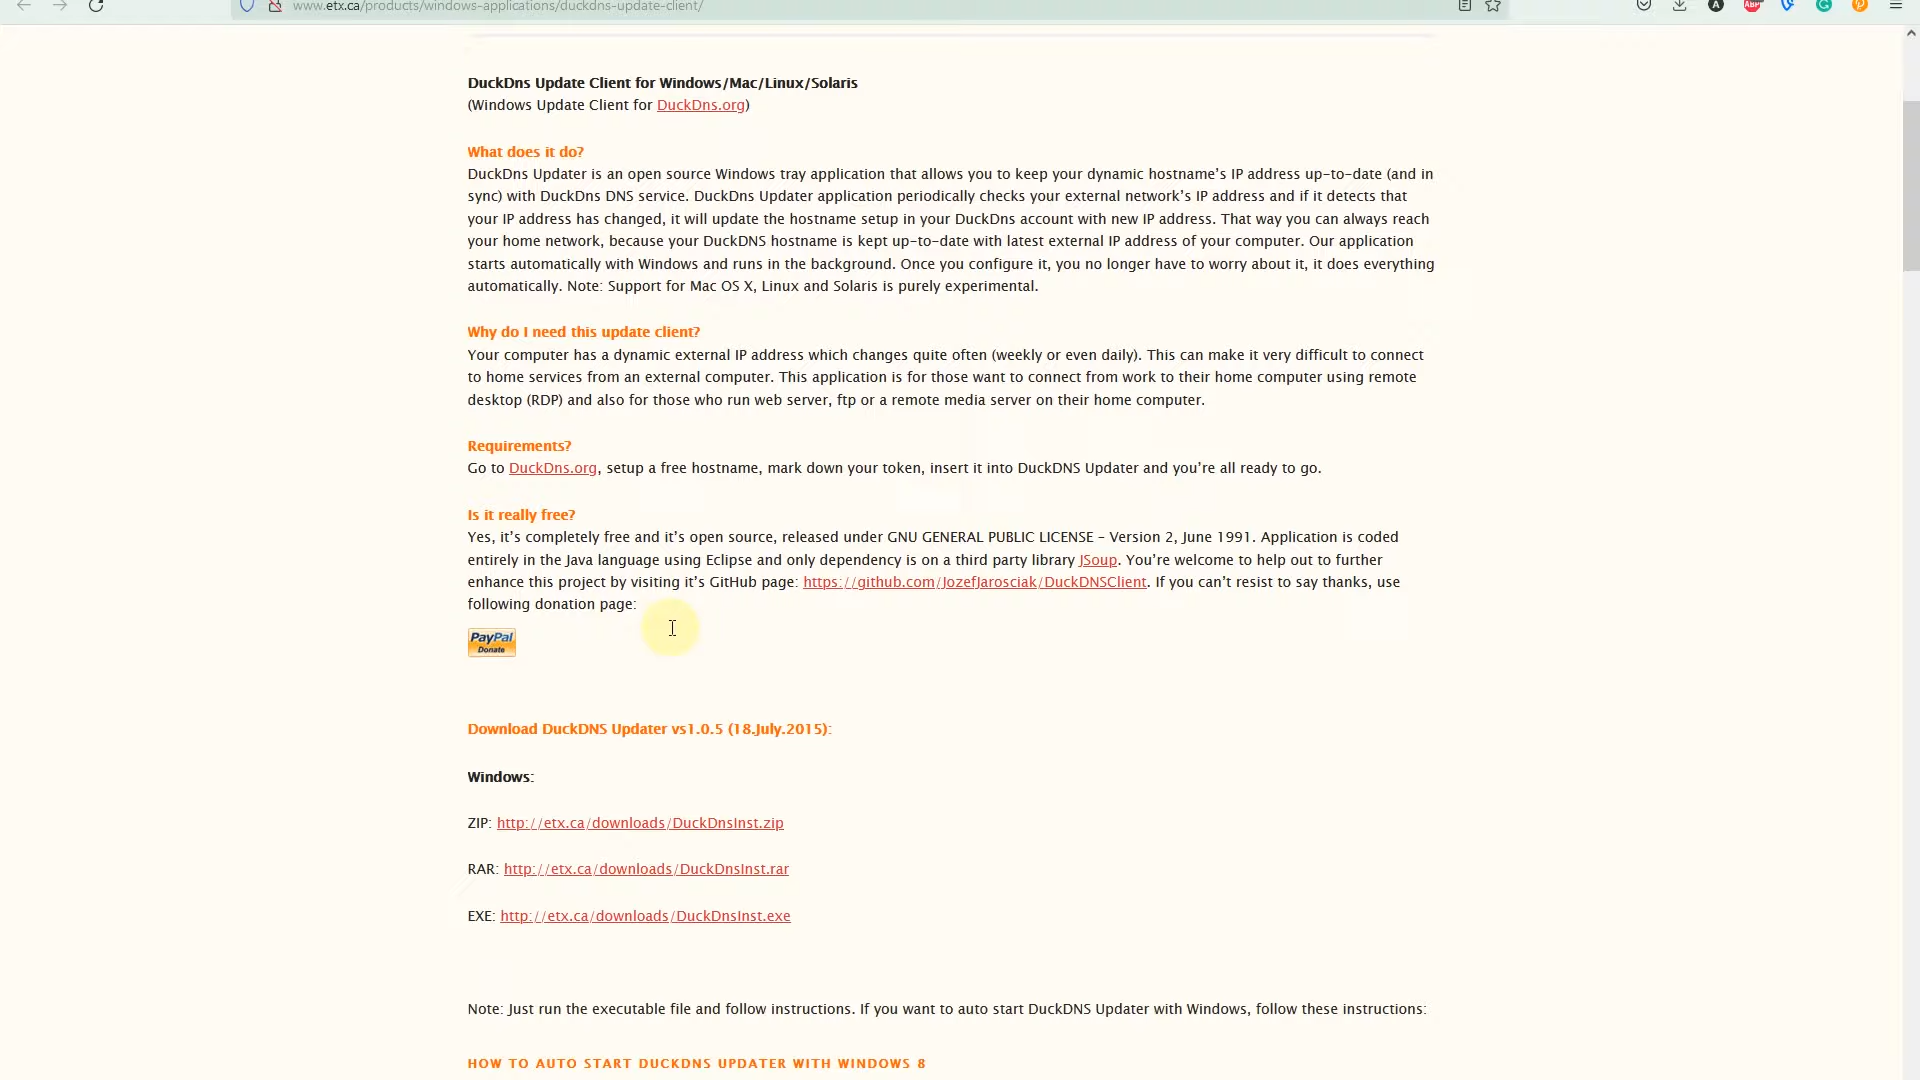 www.etx.ca/products/windows-applications/duckdns-update-client/
DuckDns Update Client for Windows/Mac/Linux/Solaris
(Windows Update Client for DuckDns.org)
What does it do?
DuckDns Updater is an open source Windows tray application that allows you to keep your dynamic hostname's IP address up-to-date (and in
sync) with DuckDns DNS service. DuckDns Updater application periodically checks your external network's IP address and if it detects that
your IP address has changed, it will update the hostname setup in your DuckDns account with new IP address. That way you can always reach
your home network, because your DuckDNS hostname is kept up-to-date with latest external IP address of your computer. Our application
starts automatically with Windows and runs in the background. Once you configure it, you no longer have to worry about it, it does everything
automatically. Note: Support for Mac OS X, Linux and Solaris is purely experimental.
Why do I need this update client?
Your computer has a dynamic external IP address which changes quite often (weekly or even daily). This can make it very difficult to connect
to home services from an external computer. This application is for those want to connect from work to their home computer using remote
desktop (RDP) and also for those who run web server, ftp or a remote media server on their home computer.
Requirements?
Go to DuckDns.org, setup a free hostname, mark down your token, insert it into DuckDNS Updater and you're all ready to go.
Is it really free?
Yes, it's completely free and it's open source, released under GNU GENERAL PUBLIC LICENSE – Version 2, June 1991. Application is coded
entirely in the Java language using Eclipse and only dependency is on a third party library JSoup. You're welcome to help out to further
enhance this project by visiting it's GitHub page: https://github.com/JozefJarosciak/DuckDNSClient. If you can't resist to say thanks, use
following donation page:
PayPal
Donate
Download DuckDNS Updater vs1.0.5 (18.July.2015):
Windows:
ZIP: http://etx.ca/downloads/DuckDnsInst.zip
RAR: http://etx.ca/downloads/DuckDnsInst.rar
EXE: http://etx.ca/downloads/DuckDnsInst.exe
Note: Just run the executable file and follow instructions. If you want to auto start DuckDNS Updater with Windows, follow these instructions:
HOW TO AUTO START DUCKDNS UPDATER WITH WINDOWS 8